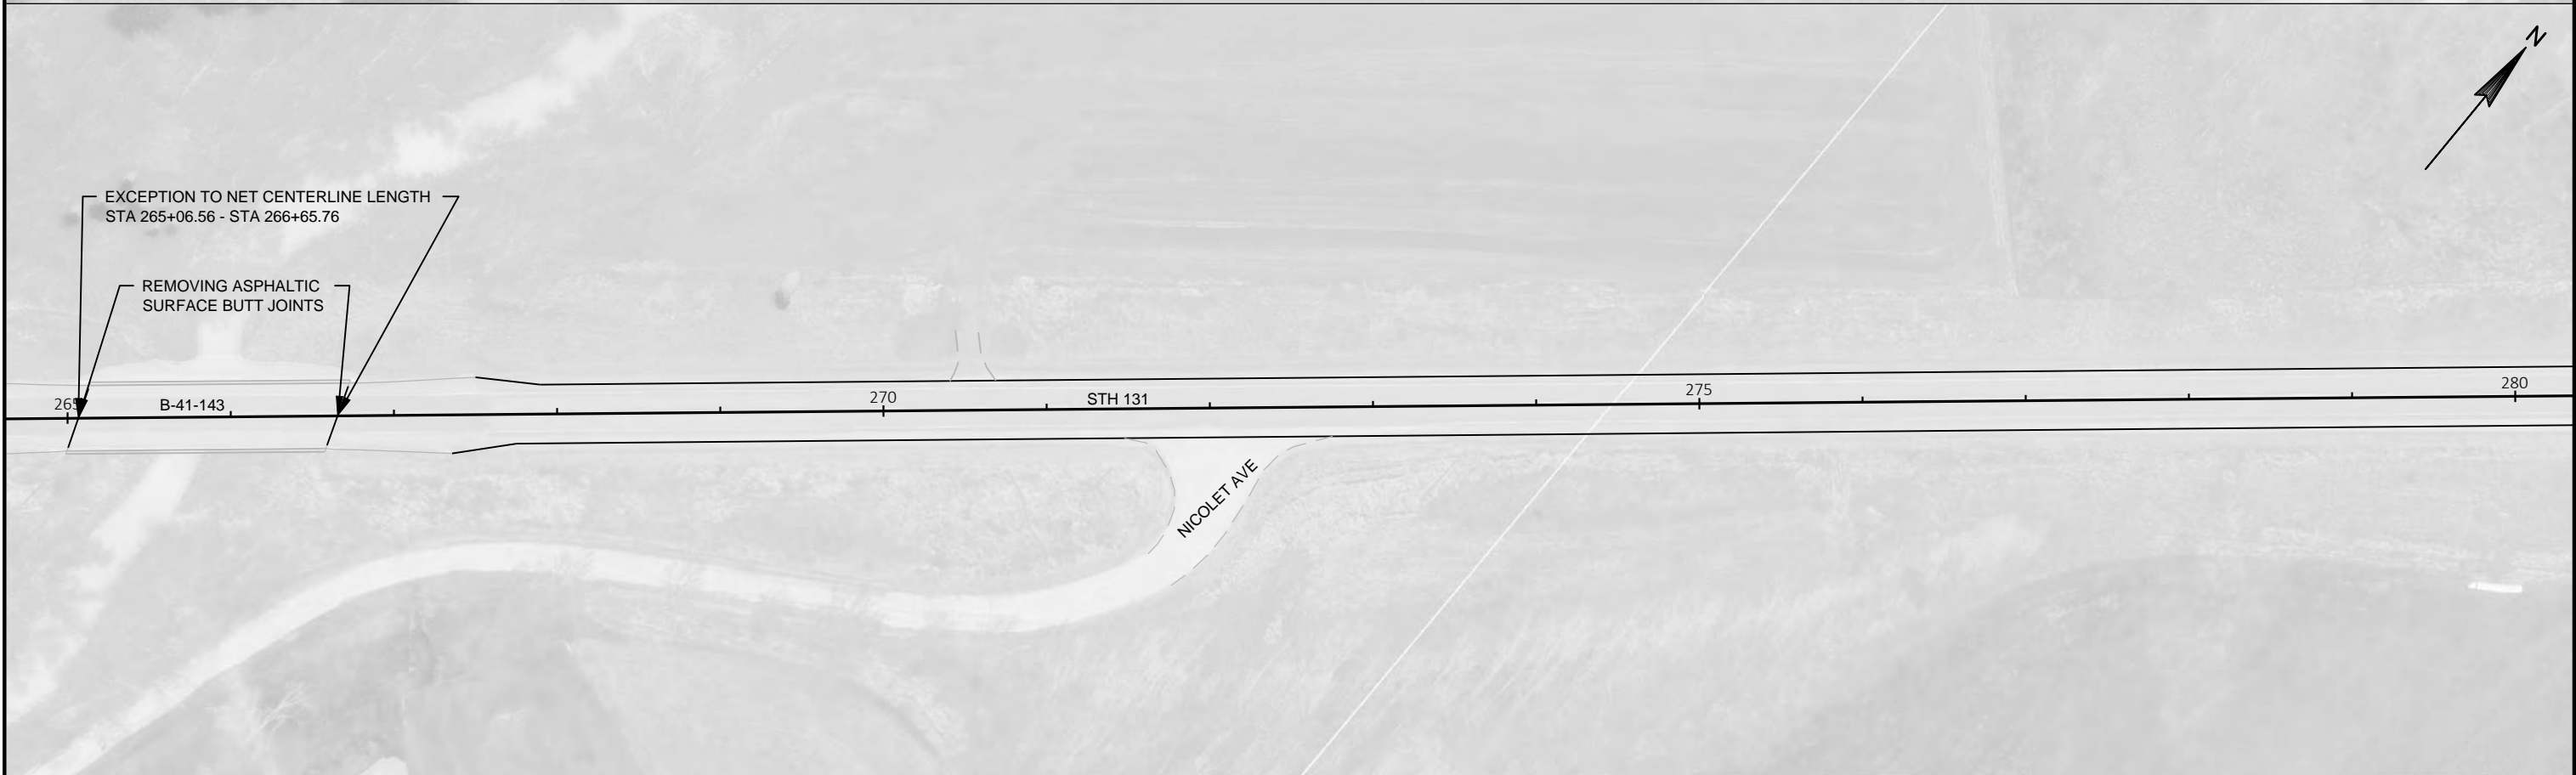 N
EXCEPTION TO NET CENTERLINE LENGTH
STA 265+06.56 - STA 266+65.76
REMOVING ASPHALTIC
SURFACE BUTT JOINTS
265
B-41-143
270
STH 131
275
280
NICOLET AVE